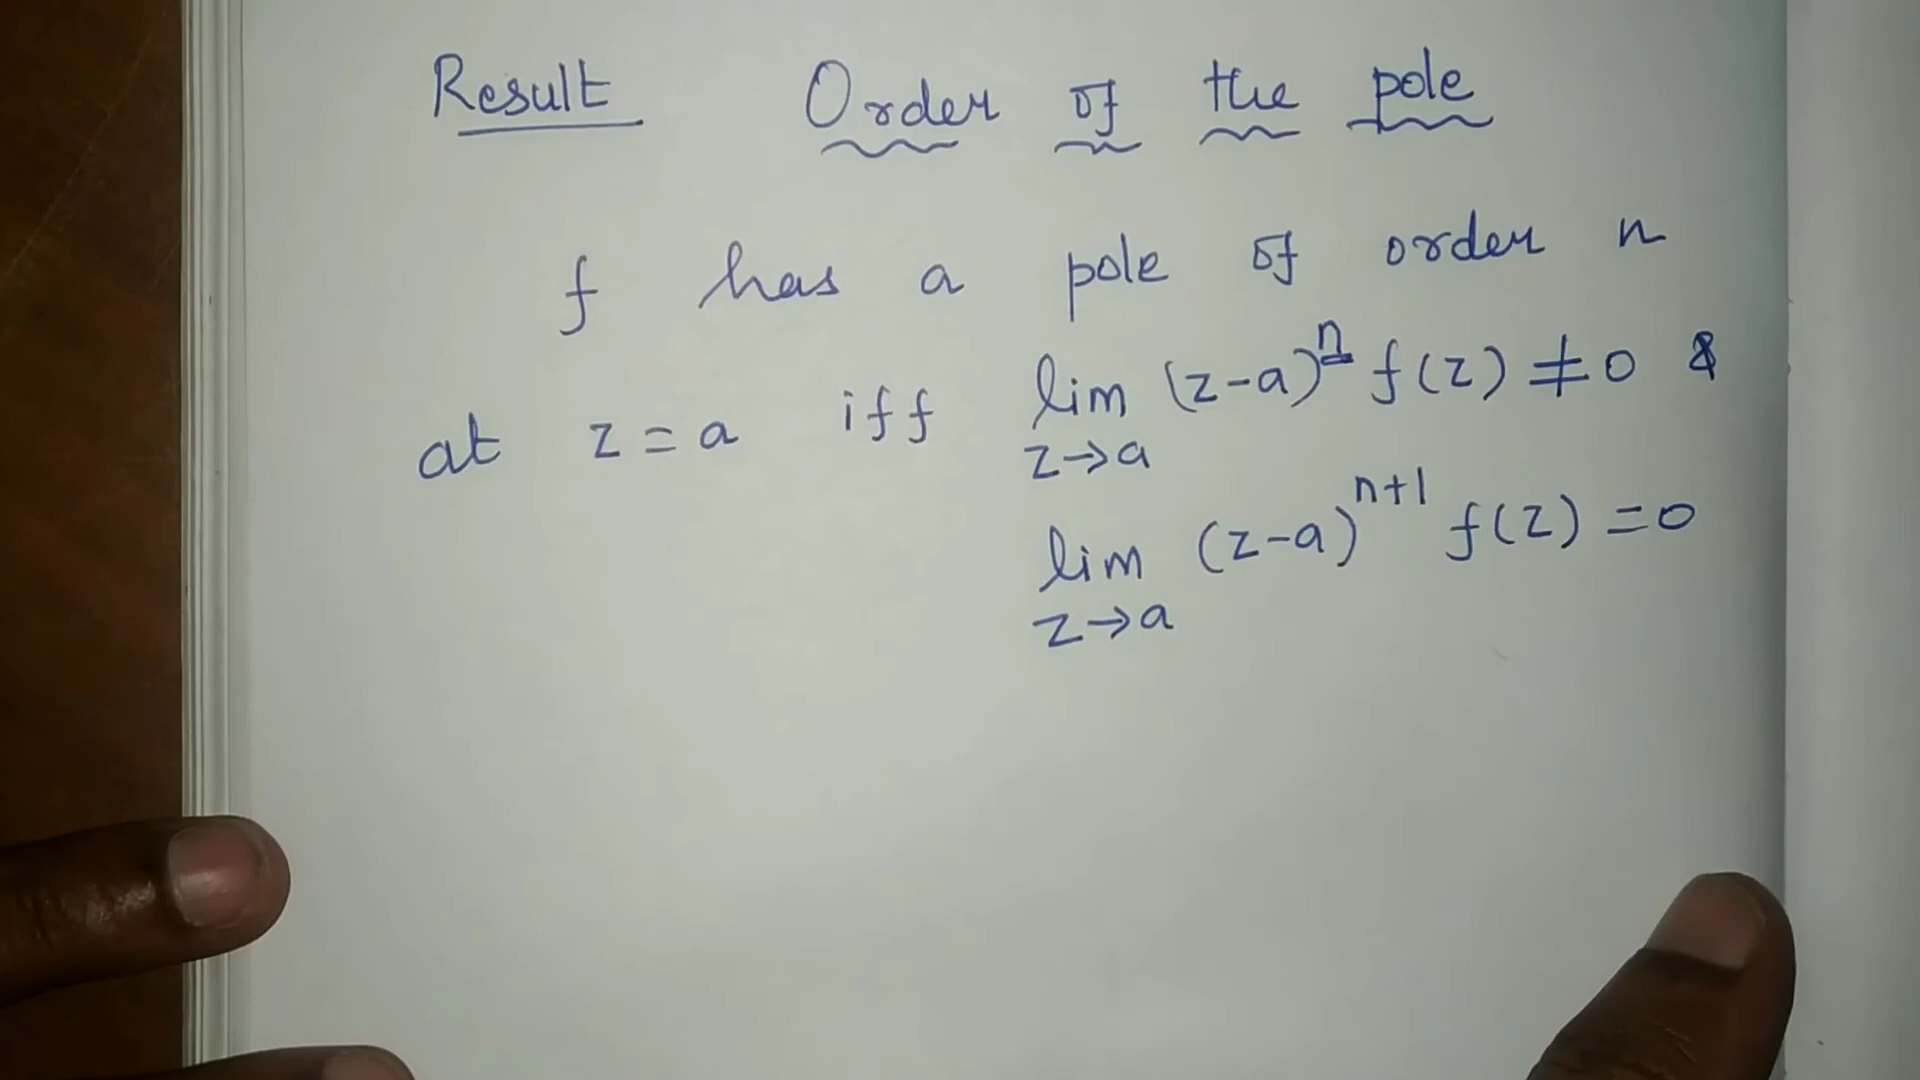 Result Order of the pole
f has a pole of order n
at z = a iff lim (z-a)^n f(z) ≠ 0 &
z→a
lim (z-a)^{n+1} f(z) = 0
z→a